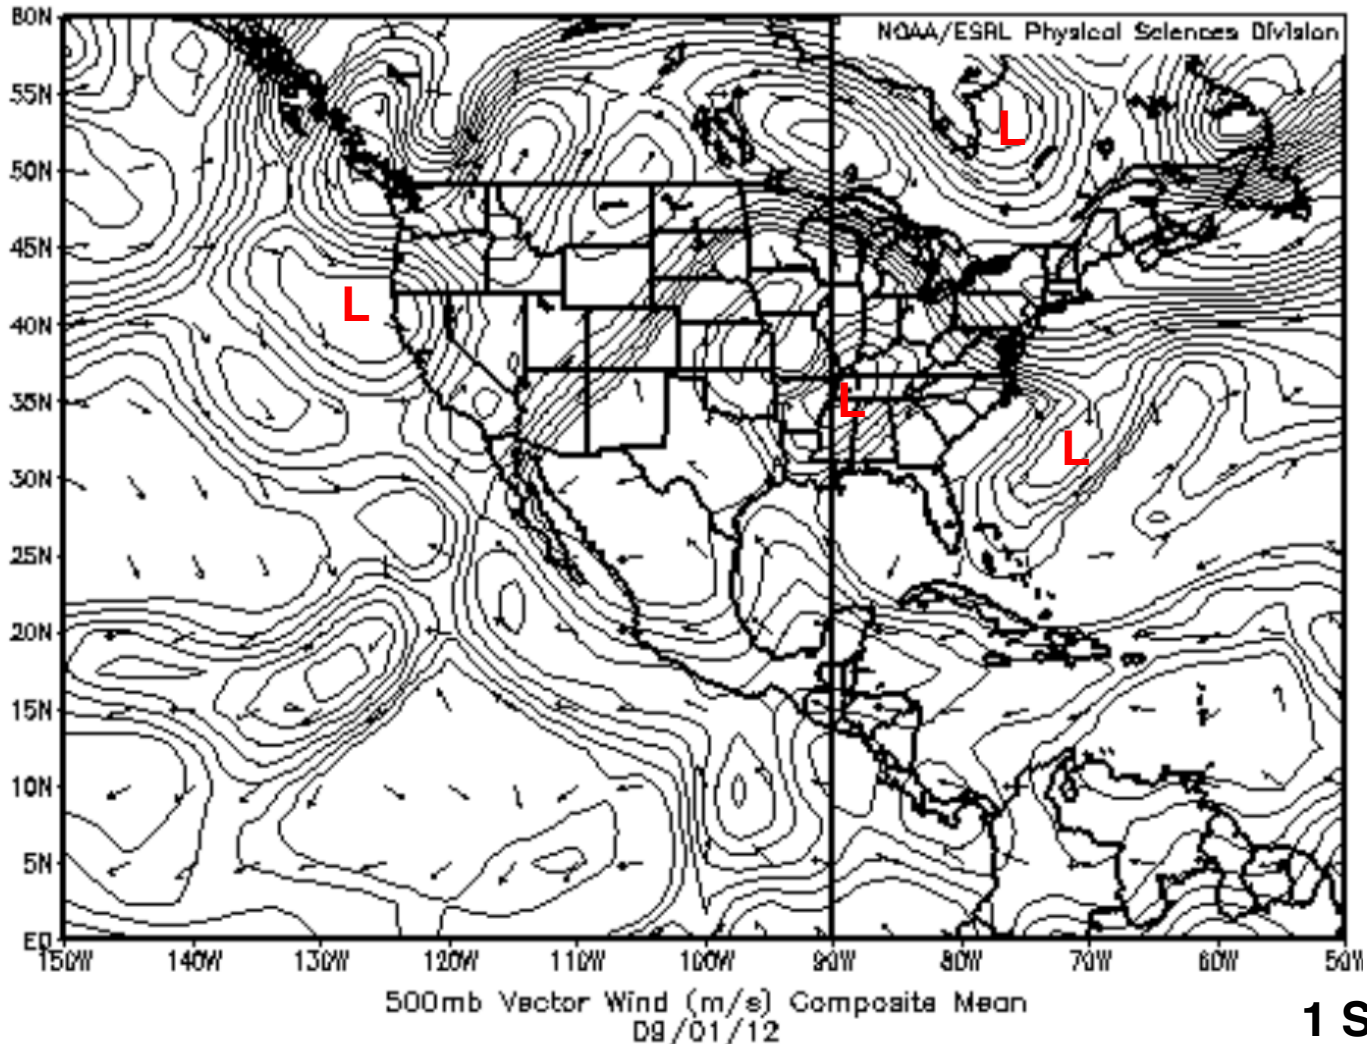 NOAA/ESRL Physical Sciences Division
80N
55N
50N
45N
40N
35N
30N
25N
20N
15N
10N
5N
EQ
L
L
L
L
150W 140W 130W 120W 110W 100W 90W 80W 70W 60W 50W
500mb Vector Wind (m/s) Composite Mean
09/01/12
1 S